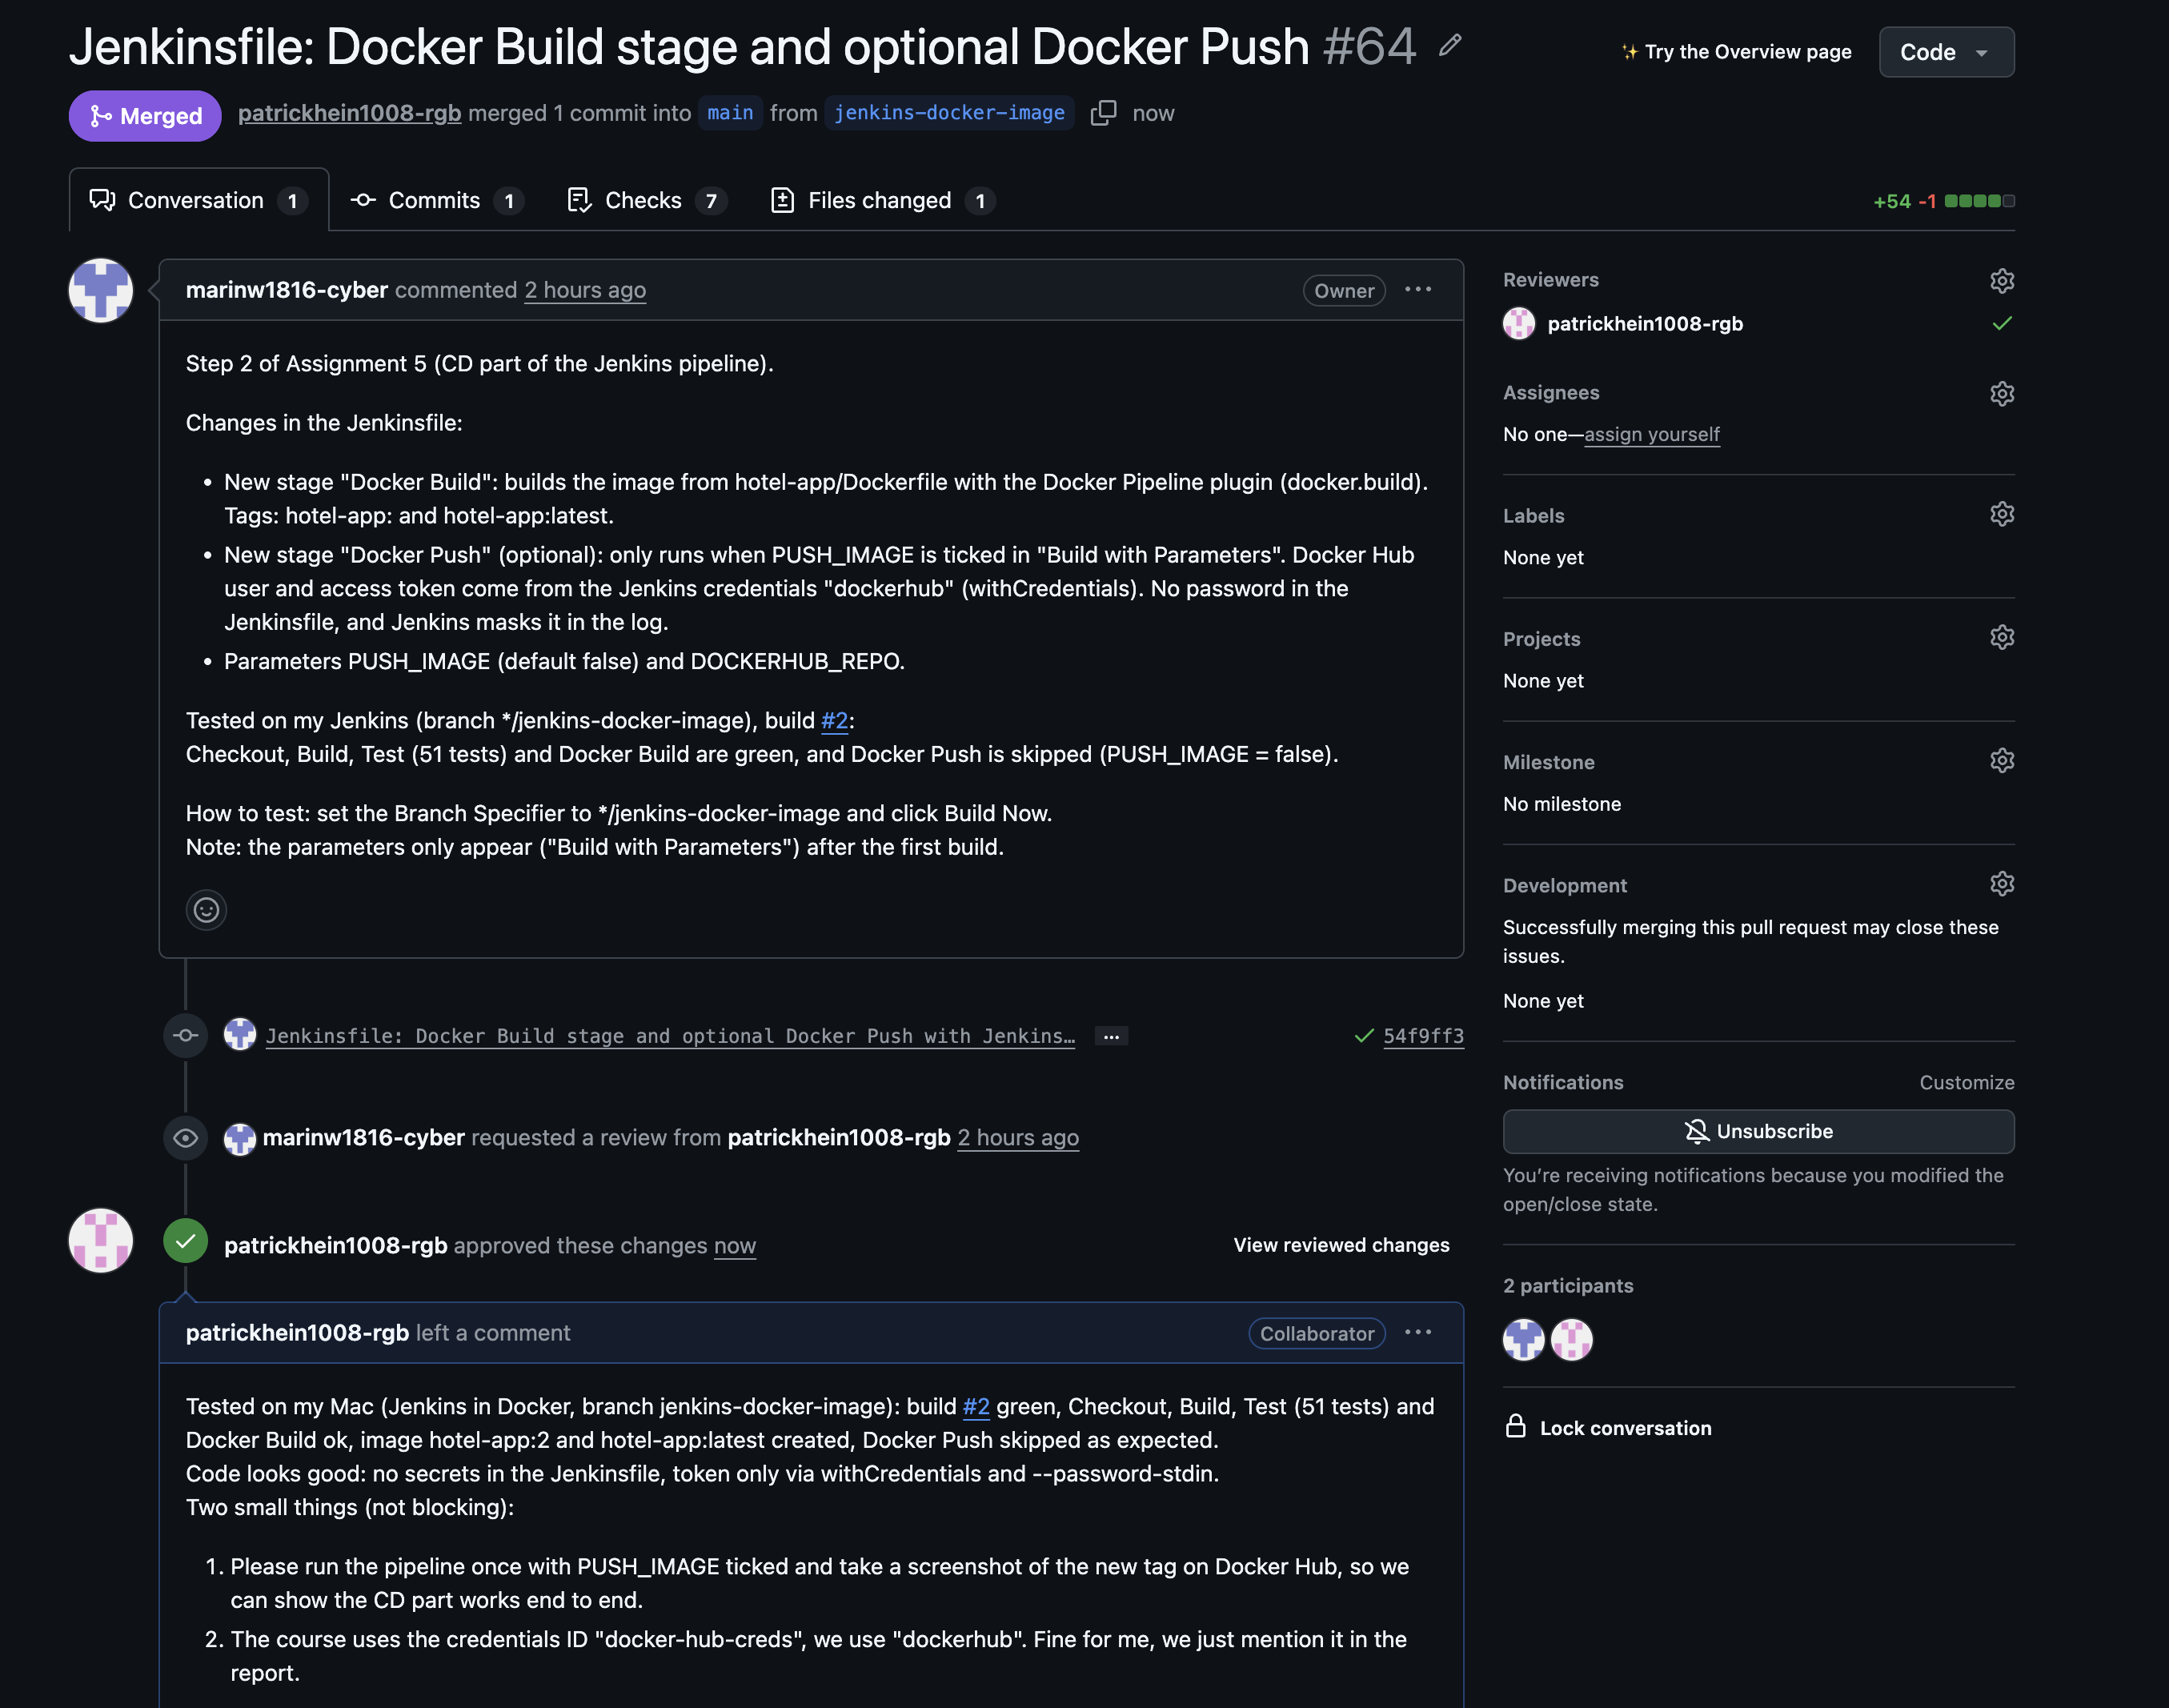 Jenkinsfile: Docker Build stage and optional Docker Push #64
Try the Overview page
Code
Merged
patrickhein1008-rgb merged 1 commit into main from jenkins-docker-image now
Conversation 1
Commits 1
Checks 7
Files changed 1
+54 -1
marinw1816-cyber commented 2 hours ago
Owner
Step 2 of Assignment 5 (CD part of the Jenkins pipeline).
Changes in the Jenkinsfile:
• New stage "Docker Build": builds the image from hotel-app/Dockerfile with the Docker Pipeline plugin (docker.build).
Tags: hotel-app: and hotel-app:latest.
• New stage "Docker Push" (optional): only runs when PUSH_IMAGE is ticked in "Build with Parameters". Docker Hub
user and access token come from the Jenkins credentials "dockerhub" (withCredentials). No password in the
Jenkinsfile, and Jenkins masks it in the log.
• Parameters PUSH_IMAGE (default false) and DOCKERHUB_REPO.
Tested on my Jenkins (branch */jenkins-docker-image), build #2:
Checkout, Build, Test (51 tests) and Docker Build are green, and Docker Push is skipped (PUSH_IMAGE = false).
How to test: set the Branch Specifier to */jenkins-docker-image and click Build Now.
Note: the parameters only appear ("Build with Parameters") after the first build.
Jenkinsfile: Docker Build stage and optional Docker Push with Jenkins…
54f9ff3
marinw1816-cyber requested a review from patrickhein1008-rgb 2 hours ago
patrickhein1008-rgb approved these changes now
View reviewed changes
patrickhein1008-rgb left a comment
Collaborator
Tested on my Mac (Jenkins in Docker, branch jenkins-docker-image): build #2 green, Checkout, Build, Test (51 tests) and
Docker Build ok, image hotel-app:2 and hotel-app:latest created, Docker Push skipped as expected.
Code looks good: no secrets in the Jenkinsfile, token only via withCredentials and --password-stdin.
Two small things (not blocking):
1. Please run the pipeline once with PUSH_IMAGE ticked and take a screenshot of the new tag on Docker Hub, so we
can show the CD part works end to end.
2. The course uses the credentials ID "docker-hub-creds", we use "dockerhub". Fine for me, we just mention it in the
report.
Reviewers
patrickhein1008-rgb
Assignees
No one—assign yourself
Labels
None yet
Projects
None yet
Milestone
No milestone
Development
Successfully merging this pull request may close these
issues.
None yet
Notifications
Customize
Unsubscribe
You're receiving notifications because you modified the
open/close state.
2 participants
Lock conversation